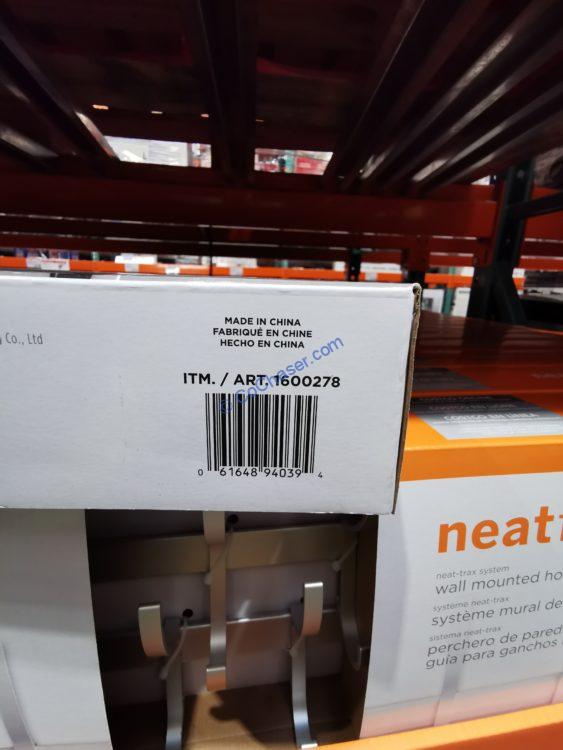 y Co., Ltd
MADE IN CHINA
FABRIQUÉ EN CHINE
HECHO EN CHINA
ITM. / ART. 1600278
CoChaser.com
0 61648 94039 4
neat
neat-trax system
wall mounted ho
système neat-trax
système mural de
sistema neat-trax
perchero de pared
guía para ganchos